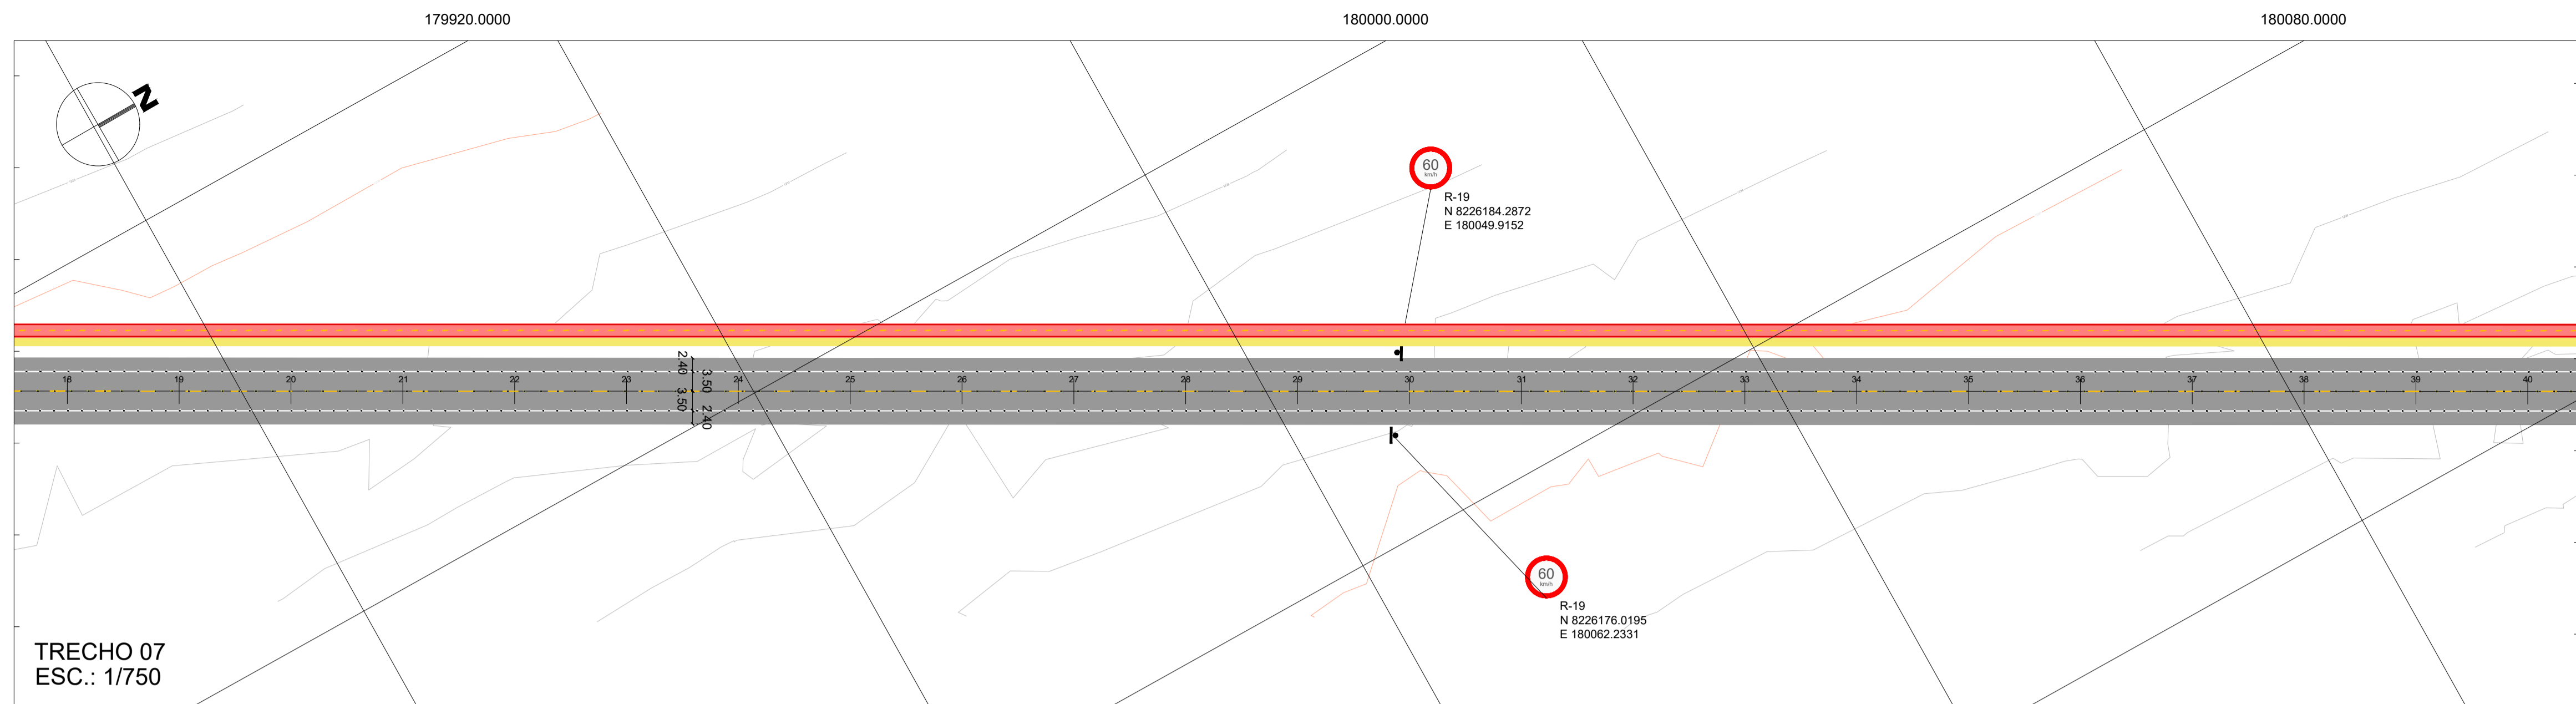 179920.0000
180000.0000
180080.0000
N
60
km/h
R-19
N 8226184.2872
E 180049.9152
2.40
3.50
3.50
2.40
18 19 20 21 22 23 24 25 26 27 28 29 30 31 32 33 34 35 36 37 38 39 40
60
km/h
R-19
N 8226176.0195
E 180062.2331
TRECHO 07
ESC.: 1/750